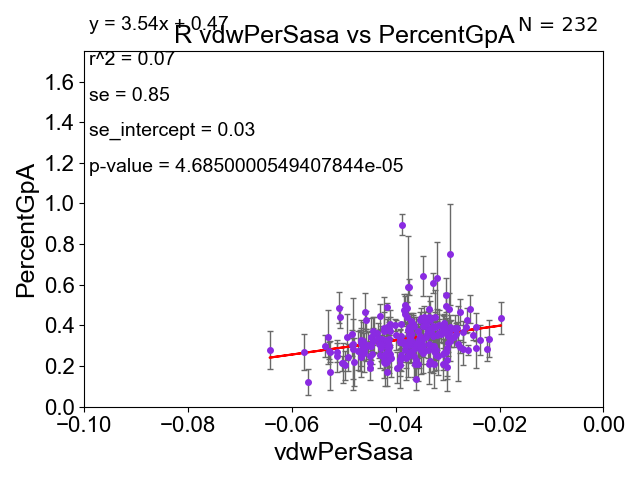 y = 3.54x + 0.47
N = 232
R vdwPerSasa vs PercentGpA
r^2 = 0.07
se = 0.85
se_intercept = 0.03
p-value = 4.6850000549407844e-05
PercentGpA
1.6
1.4
1.2
1.0
0.8
0.6
0.4
0.2
0.0
−0.10
−0.08
−0.06
−0.04
−0.02
0.00
vdwPerSasa